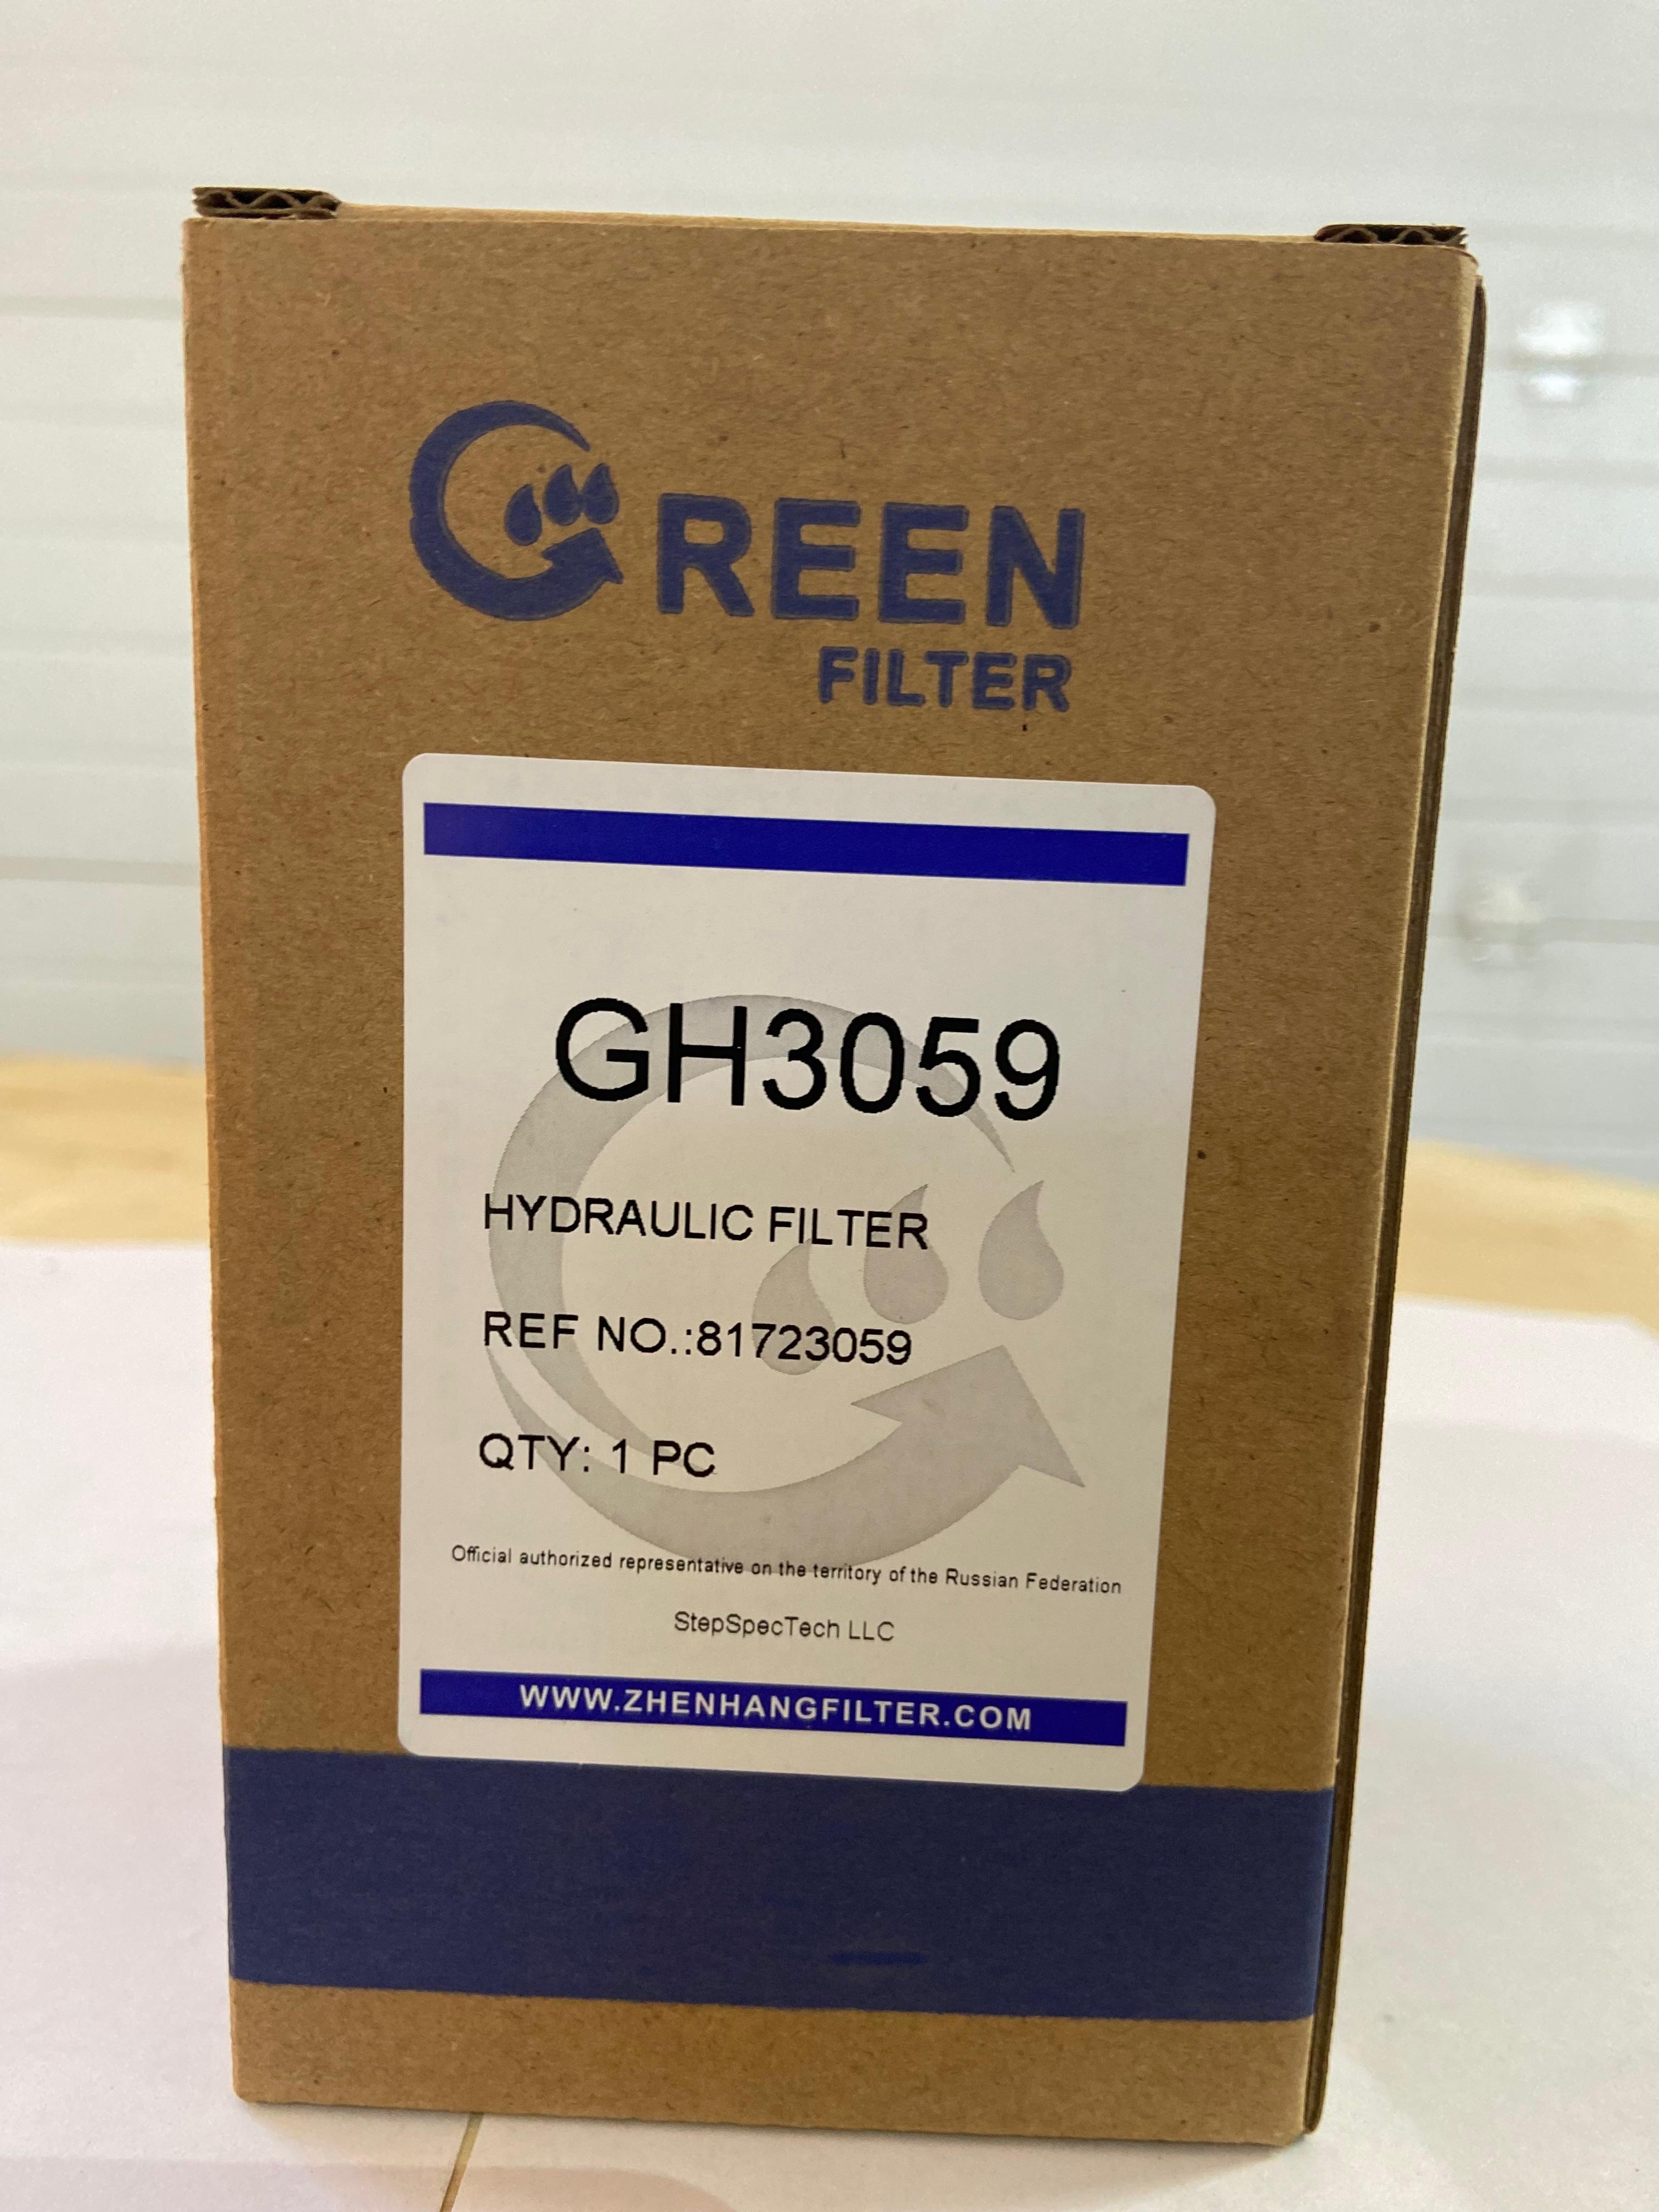 GREEN
FILTER
GH3059
HYDRAULIC FILTER
REF NO.:81723059
QTY: 1 PC
Official authorized representative on the territory of the Russian Federation
StepSpecTech LLC
WWW.ZHENHANGFILTER.COM